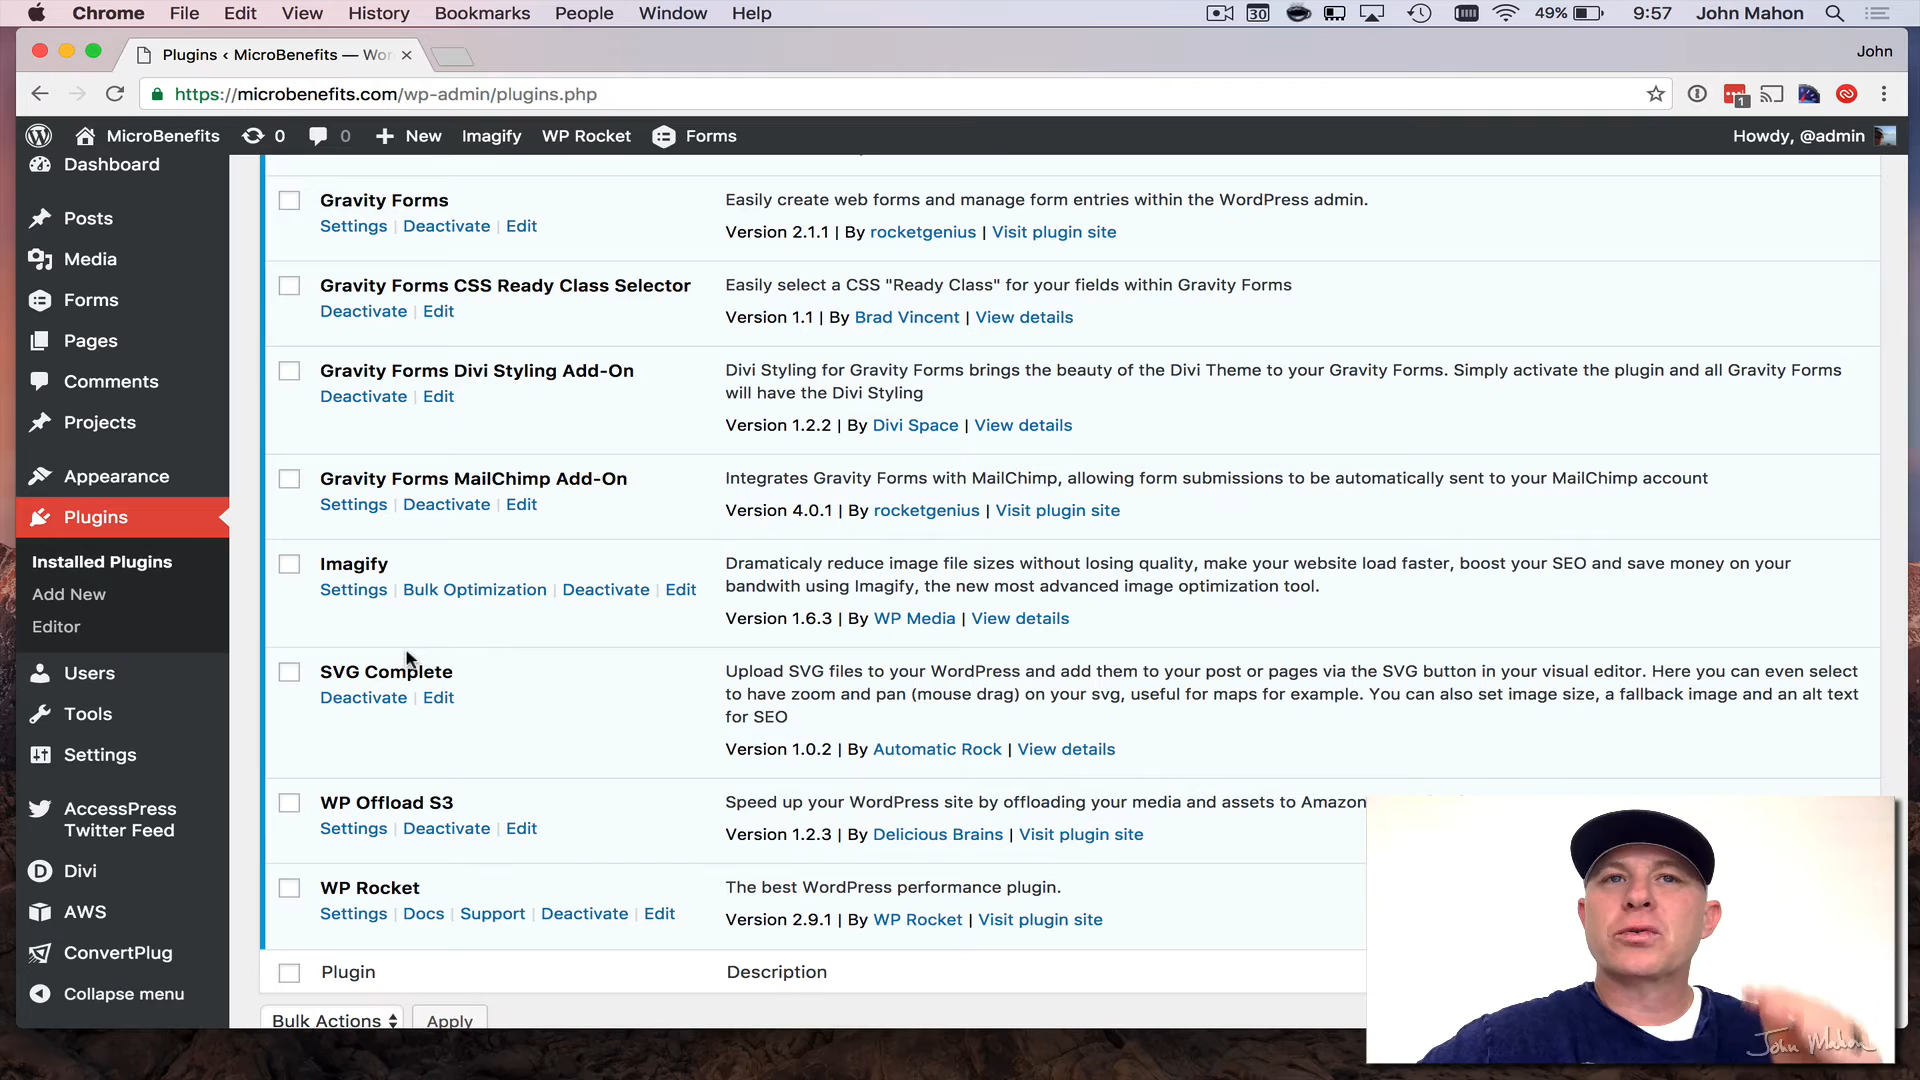 Chrome File Edit View History Bookmarks People Window Help 30 49% 9:57 John Mahon
Plugins ‹ MicroBenefits — Wor John
https://microbenefits.com/wp-admin/plugins.php 1
MicroBenefits 0 0 New Imagify WP Rocket Forms Howdy, @admin
Dashboard
Posts
Media
Forms
Pages
Comments
Projects
Appearance
Plugins
Installed Plugins
Add New
Editor
Users
Tools
Settings
AccessPress
Twitter Feed
Divi
AWS
ConvertPlug
Collapse menu
Gravity Forms
Settings | Deactivate | Edit
Easily create web forms and manage form entries within the WordPress admin.
Version 2.1.1 | By rocketgenius | Visit plugin site
Gravity Forms CSS Ready Class Selector
Deactivate | Edit
Easily select a CSS "Ready Class" for your fields within Gravity Forms
Version 1.1 | By Brad Vincent | View details
Gravity Forms Divi Styling Add-On
Deactivate | Edit
Divi Styling for Gravity Forms brings the beauty of the Divi Theme to your Gravity Forms. Simply activate the plugin and all Gravity Forms
will have the Divi Styling
Version 1.2.2 | By Divi Space | View details
Gravity Forms MailChimp Add-On
Settings | Deactivate | Edit
Integrates Gravity Forms with MailChimp, allowing form submissions to be automatically sent to your MailChimp account
Version 4.0.1 | By rocketgenius | Visit plugin site
Imagify
Settings | Bulk Optimization | Deactivate | Edit
Dramaticaly reduce image file sizes without losing quality, make your website load faster, boost your SEO and save money on your
bandwith using Imagify, the new most advanced image optimization tool.
Version 1.6.3 | By WP Media | View details
SVG Complete
Deactivate | Edit
Upload SVG files to your WordPress and add them to your post or pages via the SVG button in your visual editor. Here you can even select
to have zoom and pan (mouse drag) on your svg, useful for maps for example. You can also set image size, a fallback image and an alt text
for SEO
Version 1.0.2 | By Automatic Rock | View details
WP Offload S3
Settings | Deactivate | Edit
Speed up your WordPress site by offloading your media and assets to Amazon
Version 1.2.3 | By Delicious Brains | Visit plugin site
WP Rocket
Settings | Docs | Support | Deactivate | Edit
The best WordPress performance plugin.
Version 2.9.1 | By WP Rocket | Visit plugin site
Plugin Description
Bulk Actions Apply
John Mahon